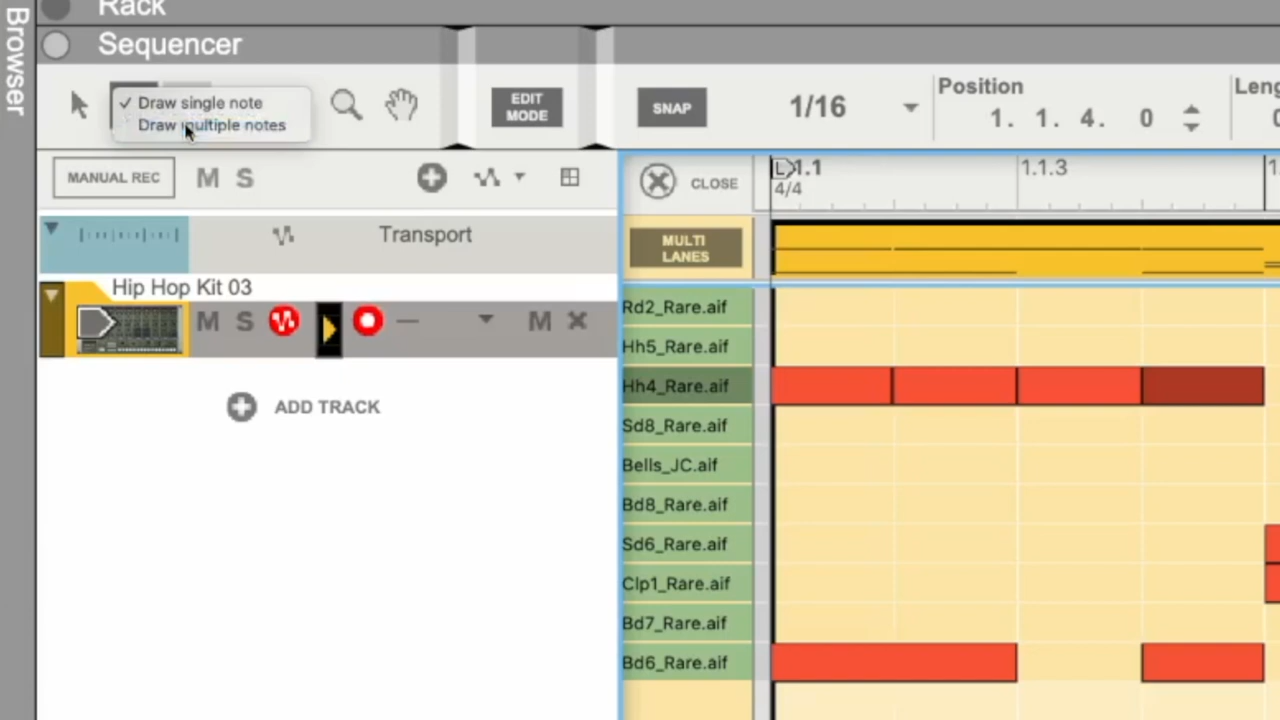 Browser
Rack
Sequencer
✓ Draw single note
Draw multiple notes
EDIT
MODE
SNAP
1/16
Position
1. 1. 4. 0
Leng
MANUAL REC
M S
CLOSE
L 1.1
4/4
1.1.3
Transport
MULTI
LANES
Hip Hop Kit 03
M S
M
ADD TRACK
Rd2_Rare.aif
Hh5_Rare.aif
Hh4_Rare.aif
Sd8_Rare.aif
Bells_JC.aif
Bd8_Rare.aif
Sd6_Rare.aif
Clp1_Rare.aif
Bd7_Rare.aif
Bd6_Rare.aif